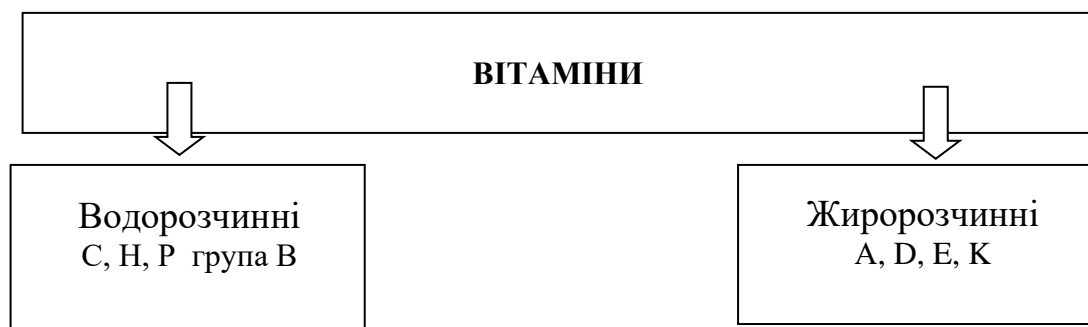 ВІТАМІНИ
Водорозчинні
С, Н, Р група В
Жиророзчинні
A, D, E, K